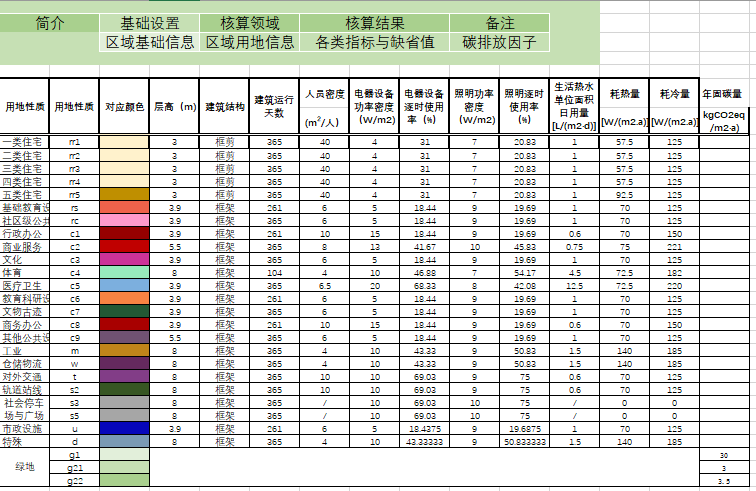 简介 基础设置 核算领域 核算结果 备注
区域基础信息 区域用地信息 各类指标与缺省值 碳排放因子
用地性质 用地性质 对应颜色 层高（m） 建筑结构 建筑运行天数 人员密度 (m²/人) 电器设备功率密度（W/m2） 电器设备逐时使用率（%） 照明功率密度（W/m2） 照明逐时使用率（%） 生活热水单位面积日用量[L/(m2·d)] 耗热量 [W/(m2.a)] 耗冷量 [W/(m2.a)] 年固碳量 kgCO2eq/m2·a)
一类住宅 rr1 3 框剪 365 40 4 31 7 20.83 1 57.5 125
二类住宅 rr2 3 框剪 365 40 4 31 7 20.83 1 57.5 125
三类住宅 rr3 3 框剪 365 40 4 31 7 20.83 1 57.5 125
四类住宅 rr4 3 框剪 365 40 4 31 7 20.83 1 57.5 125
五类住宅 rr5 3 框剪 365 40 4 31 7 20.83 1 92.5 125
基础教育设 rs 3.9 框架 261 6 5 18.44 9 19.69 1 70 125
社区级公共 rc 3.9 框架 365 6 5 18.44 9 19.69 1 70 125
行政办公 c1 3.9 框架 261 10 15 18.44 9 19.69 0.6 70 150
商业服务 c2 5.5 框架 365 8 13 41.67 10 45.83 0.75 75 221
文化 c3 3.9 框架 365 6 5 18.44 9 19.69 1 70 125
体育 c4 8 框架 104 4 10 46.88 7 54.17 4.5 72.5 182
医疗卫生 c5 3.9 框架 365 6.5 20 68.33 8 42.08 12.5 72.5 220
教育科研设 c6 3.9 框架 261 6 5 18.44 9 19.69 1 70 125
文物古迹 c7 3.9 框架 365 6 5 18.44 9 19.69 1 70 125
商务办公 c8 3.9 框架 261 10 15 18.44 9 19.69 0.6 70 150
其他公共设 c9 5.5 框架 365 6 5 18.44 9 19.69 1 70 125
工业 m 8 框架 365 4 10 43.33 9 50.83 1.5 140 185
仓储物流 w 8 框架 365 4 10 43.33 9 50.83 1.5 140 185
对外交通 t 8 框架 365 10 10 69.03 9 75 0.6 70 125
轨道站线 s2 8 框架 365 10 10 69.03 9 75 0.6 70 125
社会停车 s3 8 框架 365 / 10 69.03 10 75 / 0 0
场与广场 s5 8 框架 365 / 10 69.03 10 75 / 0 0
市政设施 u 3.9 框架 261 6 5 18.4375 9 19.6875 1 70 125
特殊 d 8 框架 365 4 10 43.33333 9 50.833333 1.5 140 185
绿地 g1 30
g21 3
g22 3.5